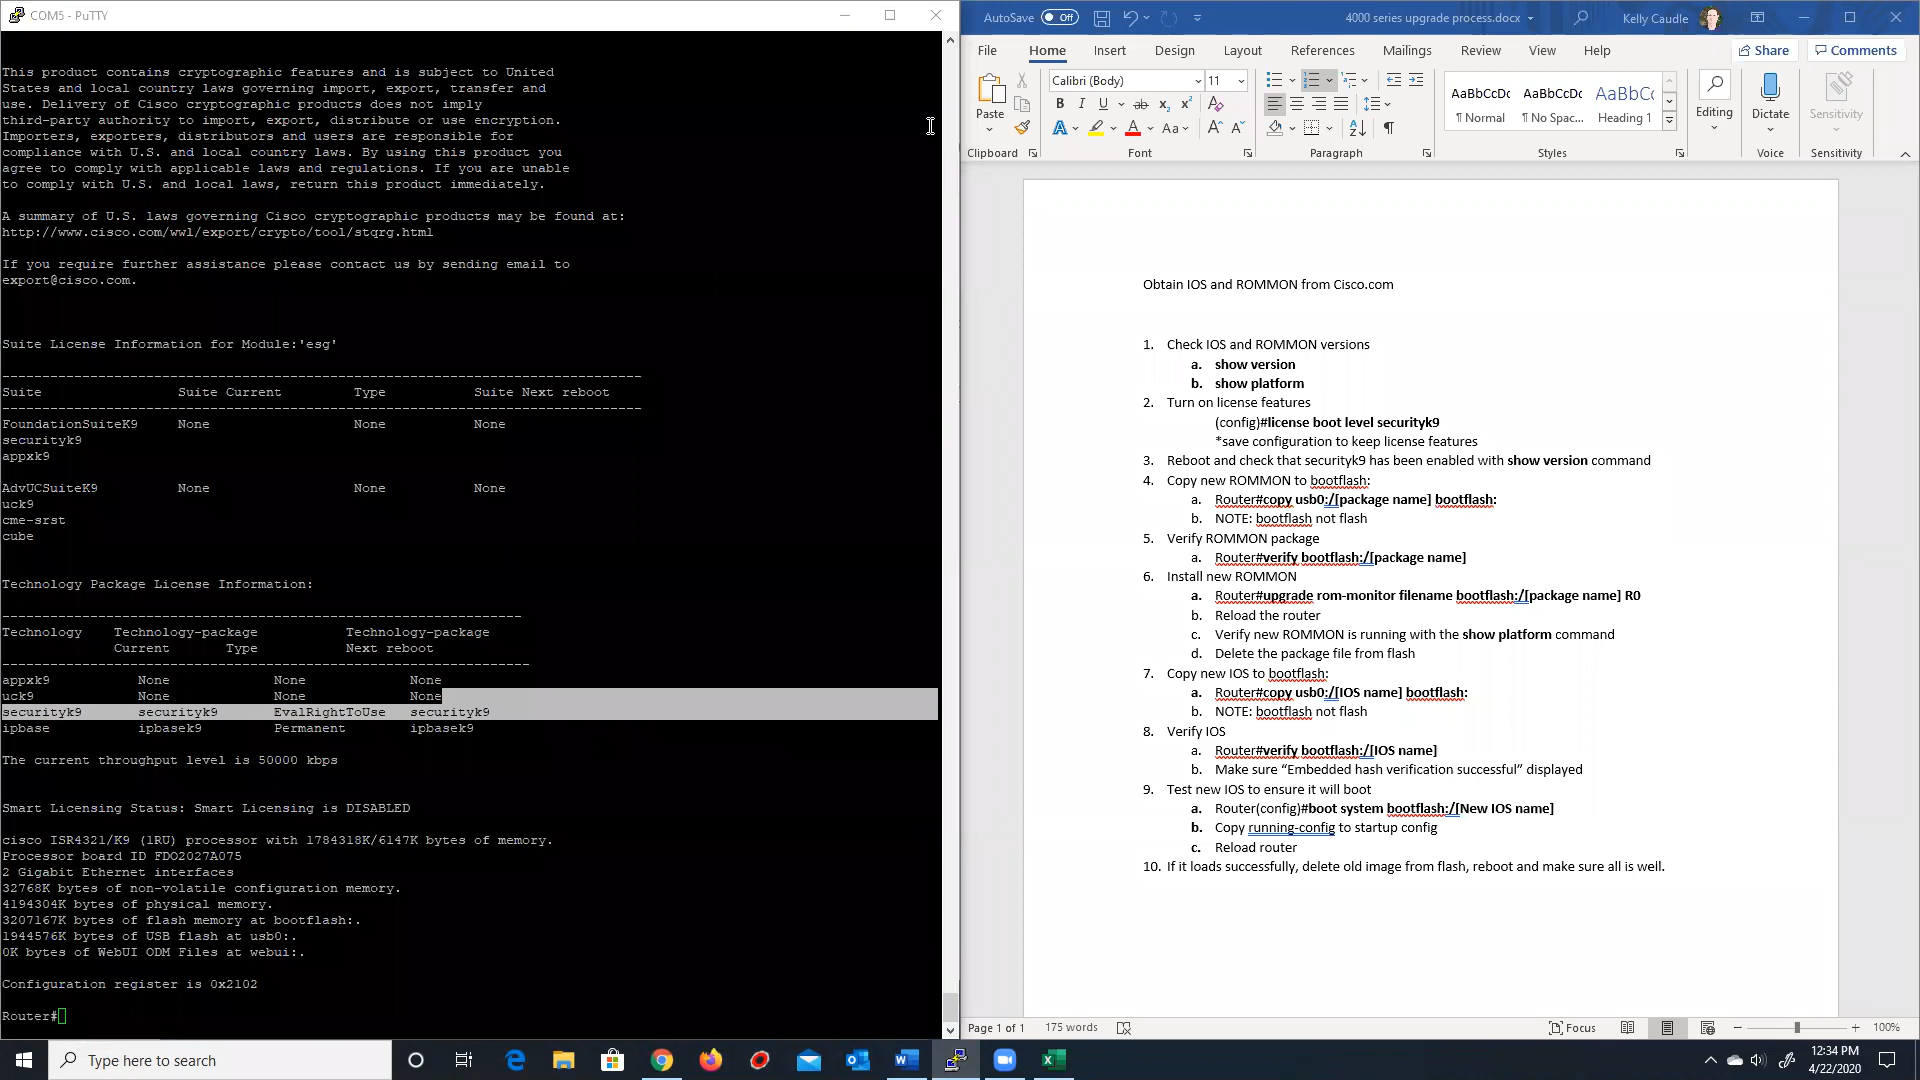 COM5 - PuTTY
This product contains cryptographic features and is subject to United
States and local country laws governing import, export, transfer and
use. Delivery of Cisco cryptographic products does not imply
third-party authority to import, export, distribute or use encryption.
Importers, exporters, distributors and users are responsible for
compliance with U.S. and local country laws. By using this product you
agree to comply with applicable laws and regulations. If you are unable
to comply with U.S. and local laws, return this product immediately.
A summary of U.S. laws governing Cisco cryptographic products may be found at:
http://www.cisco.com/wwl/export/crypto/tool/stqrg.html
If you require further assistance please contact us by sending email to
export@cisco.com.
Suite License Information for Module:'esg'
--------------------------------------------------------------------------------
Suite Suite Current Type Suite Next reboot
--------------------------------------------------------------------------------
FoundationSuiteK9 None None None
securityk9
appxk9
AdvUCSuiteK9 None None None
uck9
cme-srst
cube
Technology Package License Information:
-----------------------------------------------------------------
Technology Technology-package Technology-package
Current Type Next reboot
------------------------------------------------------------------
appxk9 None None None
uck9 None None None
securityk9 securityk9 EvalRightToUse securityk9
ipbase ipbasek9 Permanent ipbasek9
The current throughput level is 50000 kbps
Smart Licensing Status: Smart Licensing is DISABLED
cisco ISR4321/K9 (1RU) processor with 1784318K/6147K bytes of memory.
Processor board ID FDO2027A075
2 Gigabit Ethernet interfaces
32768K bytes of non-volatile configuration memory.
4194304K bytes of physical memory.
3207167K bytes of flash memory at bootflash:.
1944576K bytes of USB flash at usb0:.
0K bytes of WebUI ODM Files at webui:.
Configuration register is 0x2102
Router#
AutoSave Off 4000 series upgrade process.docx Kelly Caudle
File Home Insert Design Layout References Mailings Review View Help Share Comments
Paste Calibri (Body) 11 AaBbCcDc AaBbCcDc AaBbC Editing Dictate Sensitivity
B I U ab x₂ x² A ¶ Normal ¶ No Spac... Heading 1
Clipboard Font Paragraph Styles Voice Sensitivity
Obtain IOS and ROMMON from Cisco.com
1. Check IOS and ROMMON versions
a. show version
b. show platform
2. Turn on license features
(config)#license boot level securityk9
*save configuration to keep license features
3. Reboot and check that securityk9 has been enabled with show version command
4. Copy new ROMMON to bootflash:
a. Router#copy usb0:/[package name] bootflash:
b. NOTE: bootflash not flash
5. Verify ROMMON package
a. Router#verify bootflash:/[package name]
6. Install new ROMMON
a. Router#upgrade rom-monitor filename bootflash:/[package name] R0
b. Reload the router
c. Verify new ROMMON is running with the show platform command
d. Delete the package file from flash
7. Copy new IOS to bootflash:
a. Router#copy usb0:/[IOS name] bootflash:
b. NOTE: bootflash not flash
8. Verify IOS
a. Router#verify bootflash:/[IOS name]
b. Make sure “Embedded hash verification successful” displayed
9. Test new IOS to ensure it will boot
a. Router(config)#boot system bootflash:/[New IOS name]
b. Copy running-config to startup config
c. Reload router
10. If it loads successfully, delete old image from flash, reboot and make sure all is well.
Page 1 of 1 175 words Focus 100%
Type here to search
12:34 PM
4/22/2020